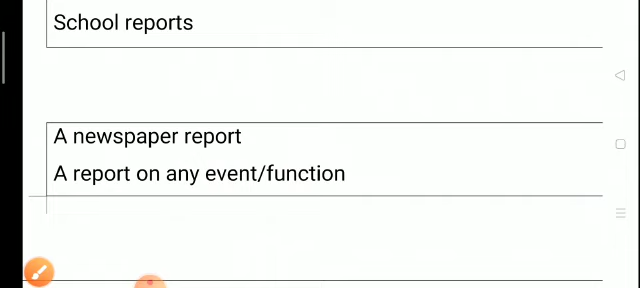 School reports
A newspaper report
A report on any event/function